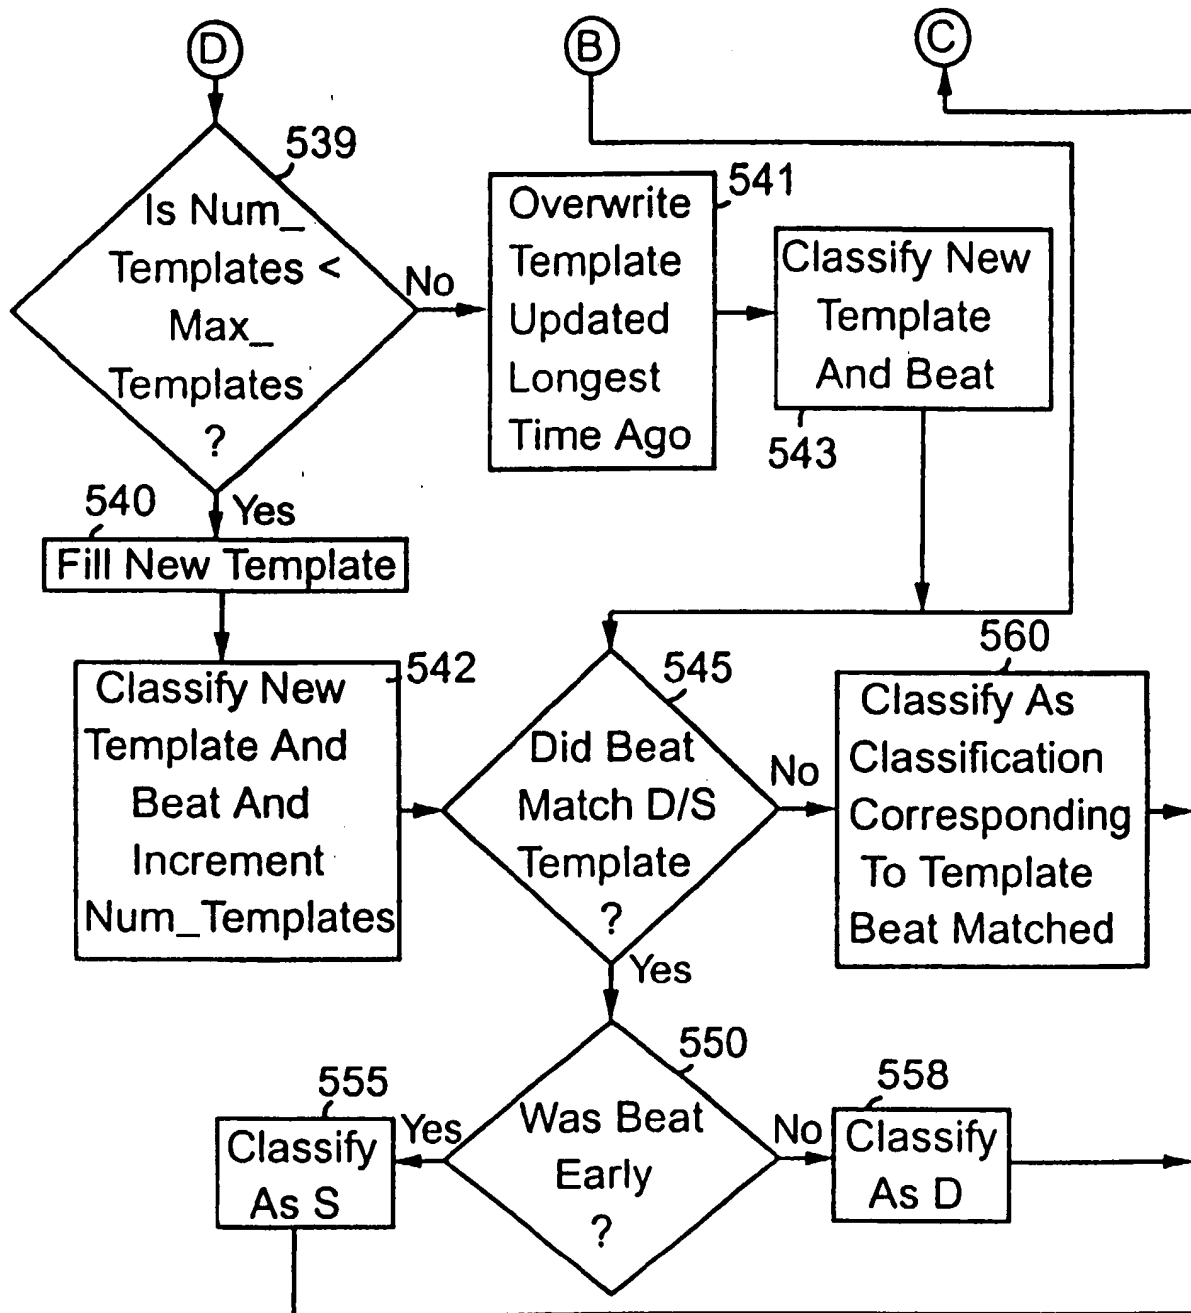 D
B
C
539
Is Num_
Templates <
Max_
Templates
?
No
541
Overwrite
Template
Updated
Longest
Time Ago
Classify New
Template
And Beat
543
Yes
540
Fill New Template
542
Classify New
Template And
Beat And
Increment
Num_Templates
545
Did Beat
Match D/S
Template
?
No
560
Classify As
Classification
Corresponding
To Template
Beat Matched
Yes
550
Was Beat
Early
?
Yes
555
Classify
As S
No
558
Classify
As D